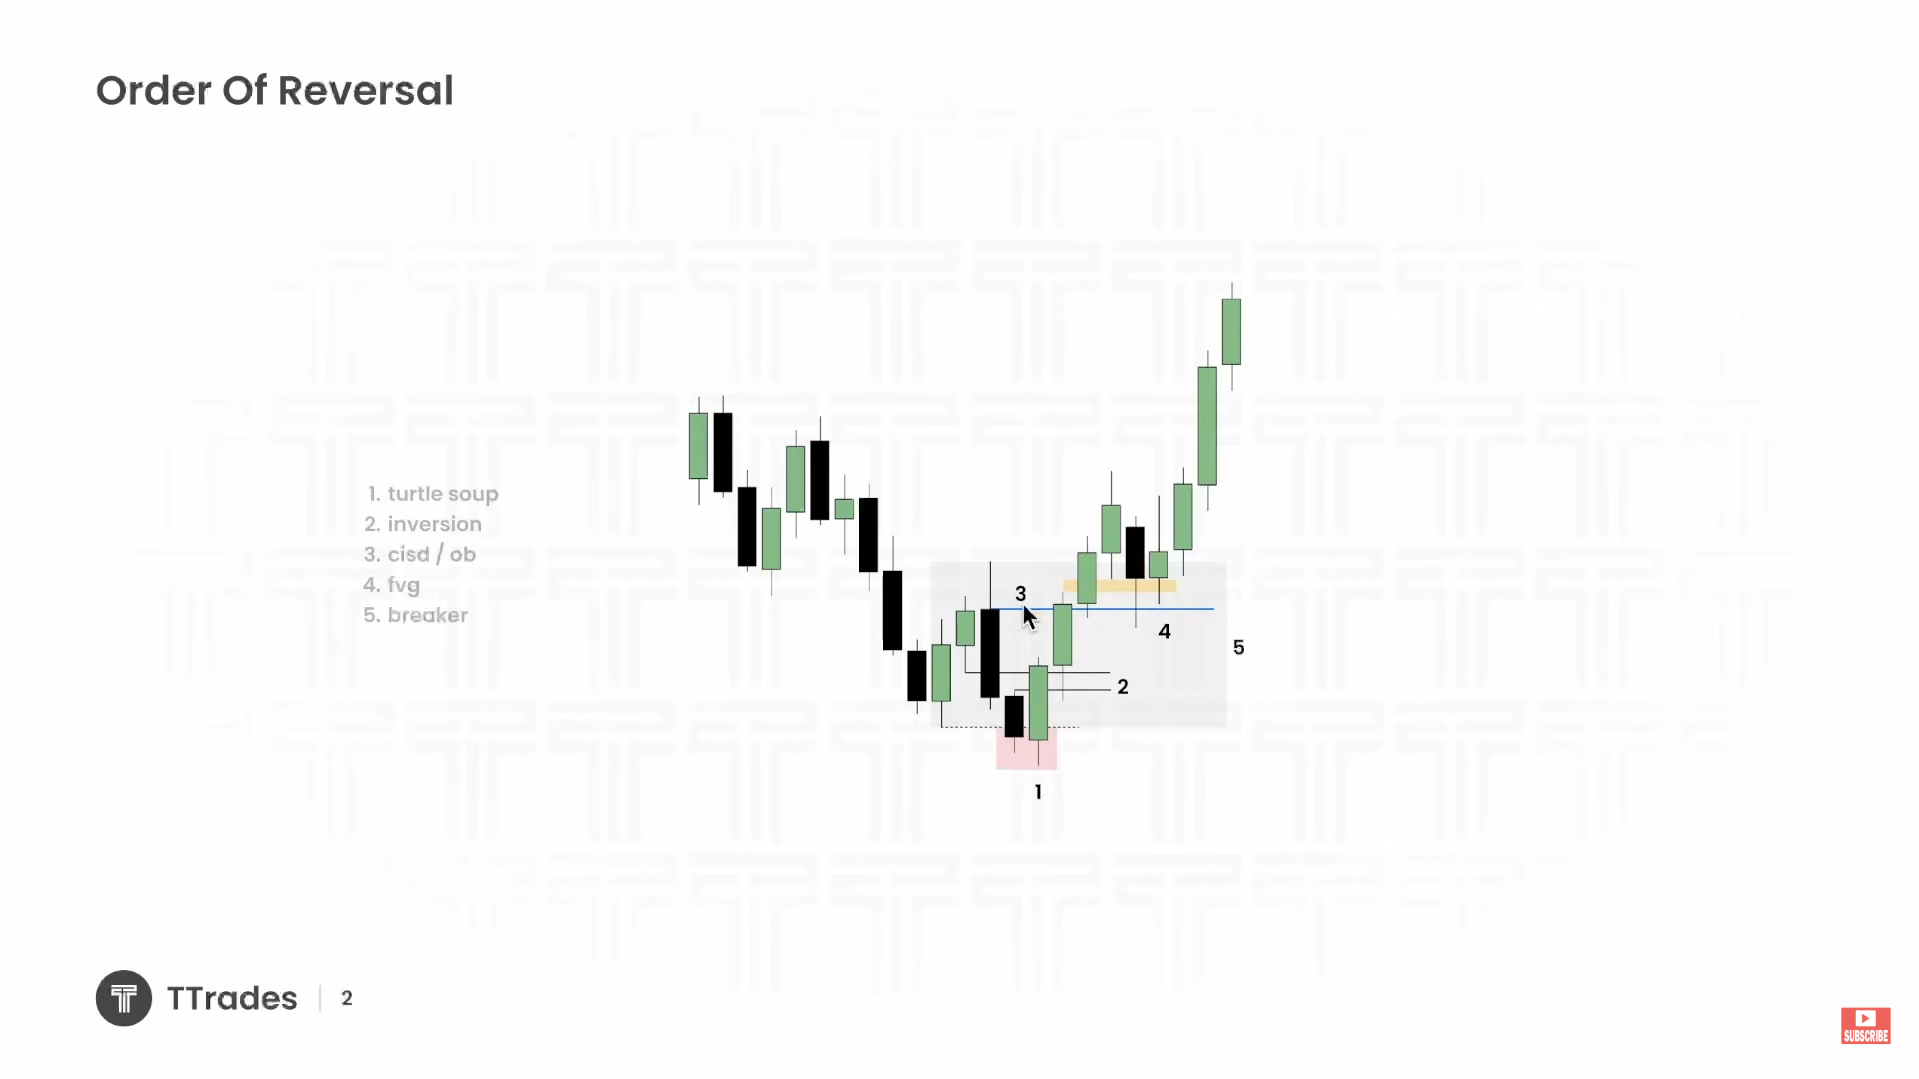 Order Of Reversal
1. turtle soup
2. inversion
3. cisd / ob
4. fvg
5. breaker
3
4
5
2
1
TTrades
2
SUBSCRIBE